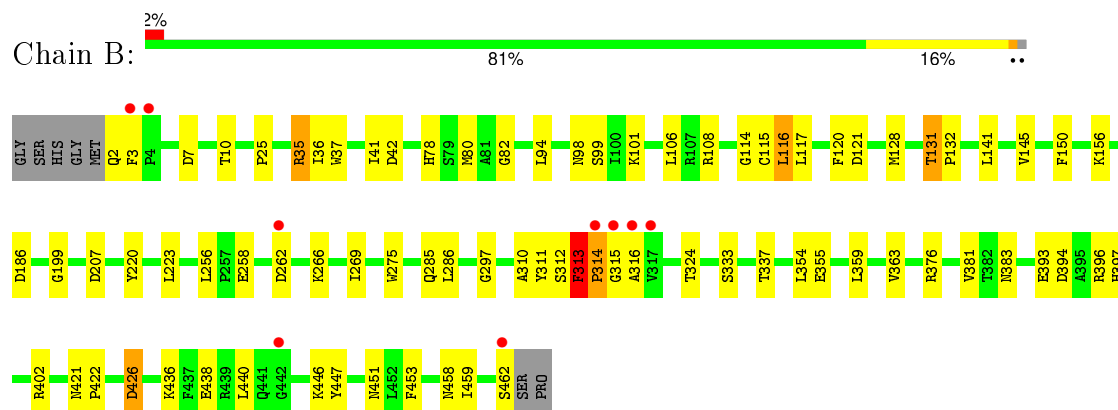 2%
Chain B:
81% 16% ••
GLY SER HIS GLY MET Q2 F3 P4 D7 T10 P25 R35 I36 W37 I41 D42 H78 S79 M80 A81 G82 L94 N98 S99 I100 K101 L106 R107 R108 G114 C115 L116 L117 F120 D121 M128 T131 P132 L141 V145 F150 K156
D186 G199 D207 Y220 L223 L256 P257 E258 D262 K266 I269 W275 Q285 L286 G297 A310 Y311 S312 F313 P314 G315 A316 V317 T324 S333 T337 L354 E355 L359 V363 R376 V381 T382 N383 E393 D394 A395 R396 H397
R402 N421 P422 D426 K436 F437 E438 R439 L440 Q441 G442 K446 Y447 N451 L452 F453 N458 I459 S462 SER PRO